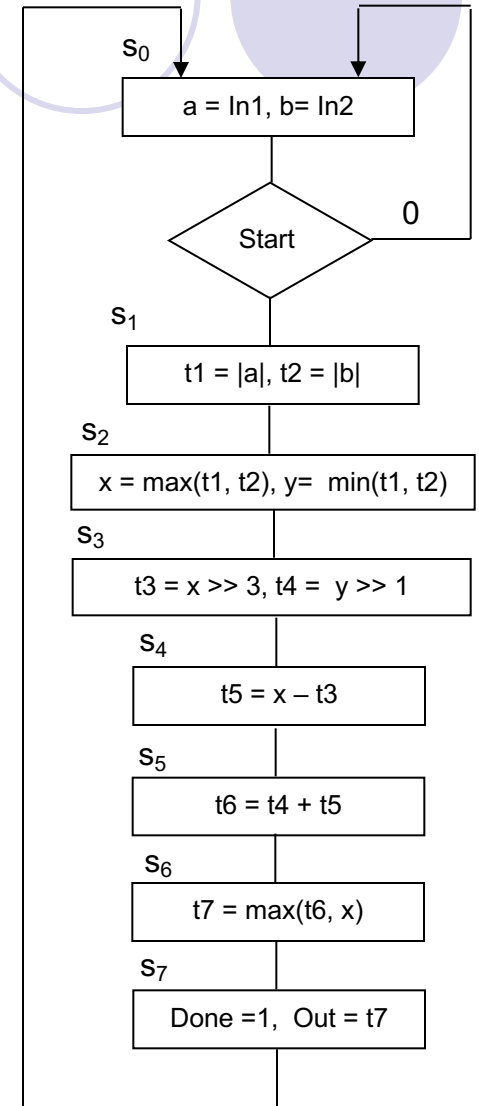 s0
a = In1, b= In2
Start
0
s1
t1 = |a|, t2 = |b|
s2
x = max(t1, t2), y=  min(t1, t2)
s3
t3 = x >> 3, t4 =  y >> 1
s4
t5 = x – t3
s5
t6 = t4 + t5
s6
t7 = max(t6, x)
s7
Done =1,  Out = t7